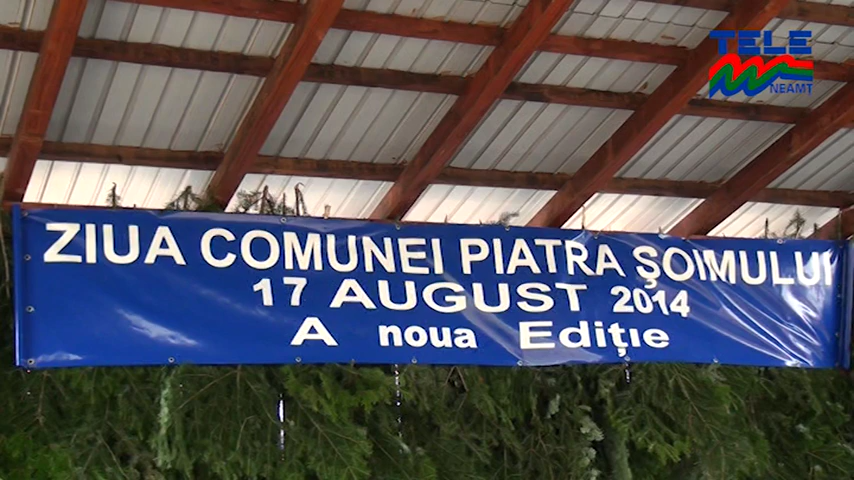 TELE
NEAMT
ZIUA COMUNEI PIATRA ŞOIMULUI
17 AUGUST 2014
A noua Ediţie